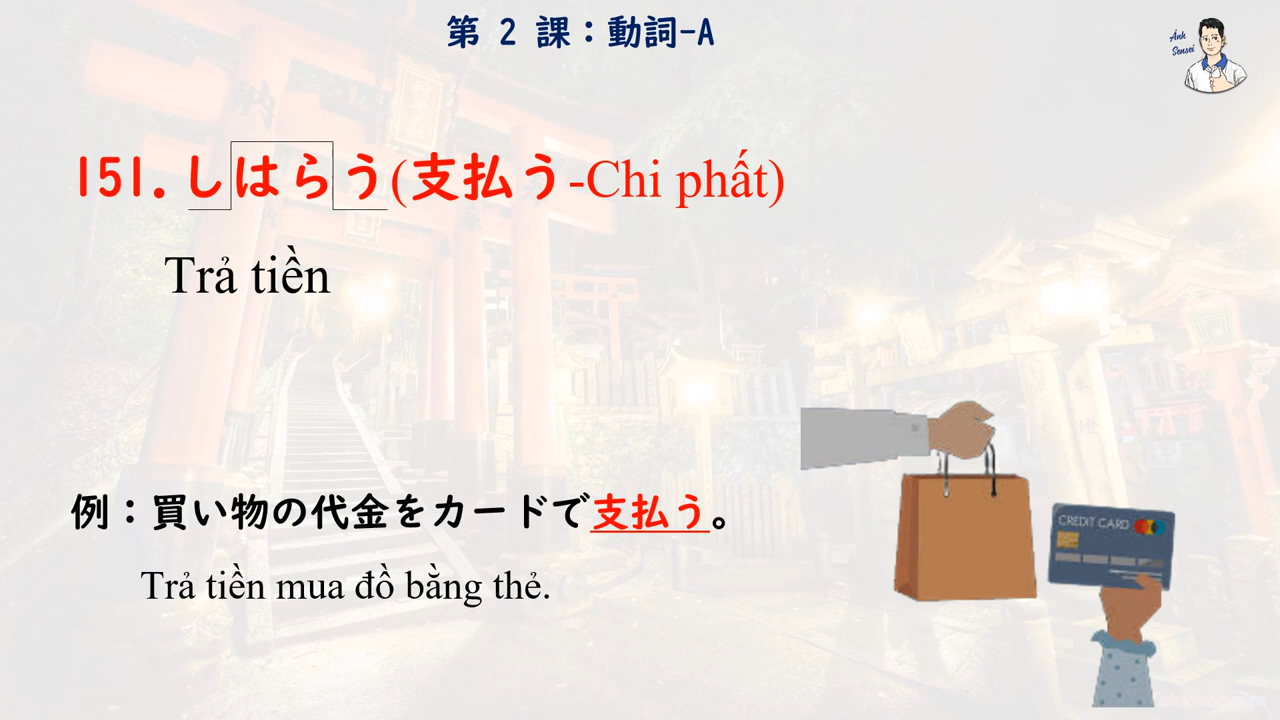 第 2 課：動詞-A
Ánh
Sensei
151. しはらう(支払う-Chi phất)
Trả tiền
例：買い物の代金をカードで支払う。
Trả tiền mua đồ bằng thẻ.
CREDIT CARD